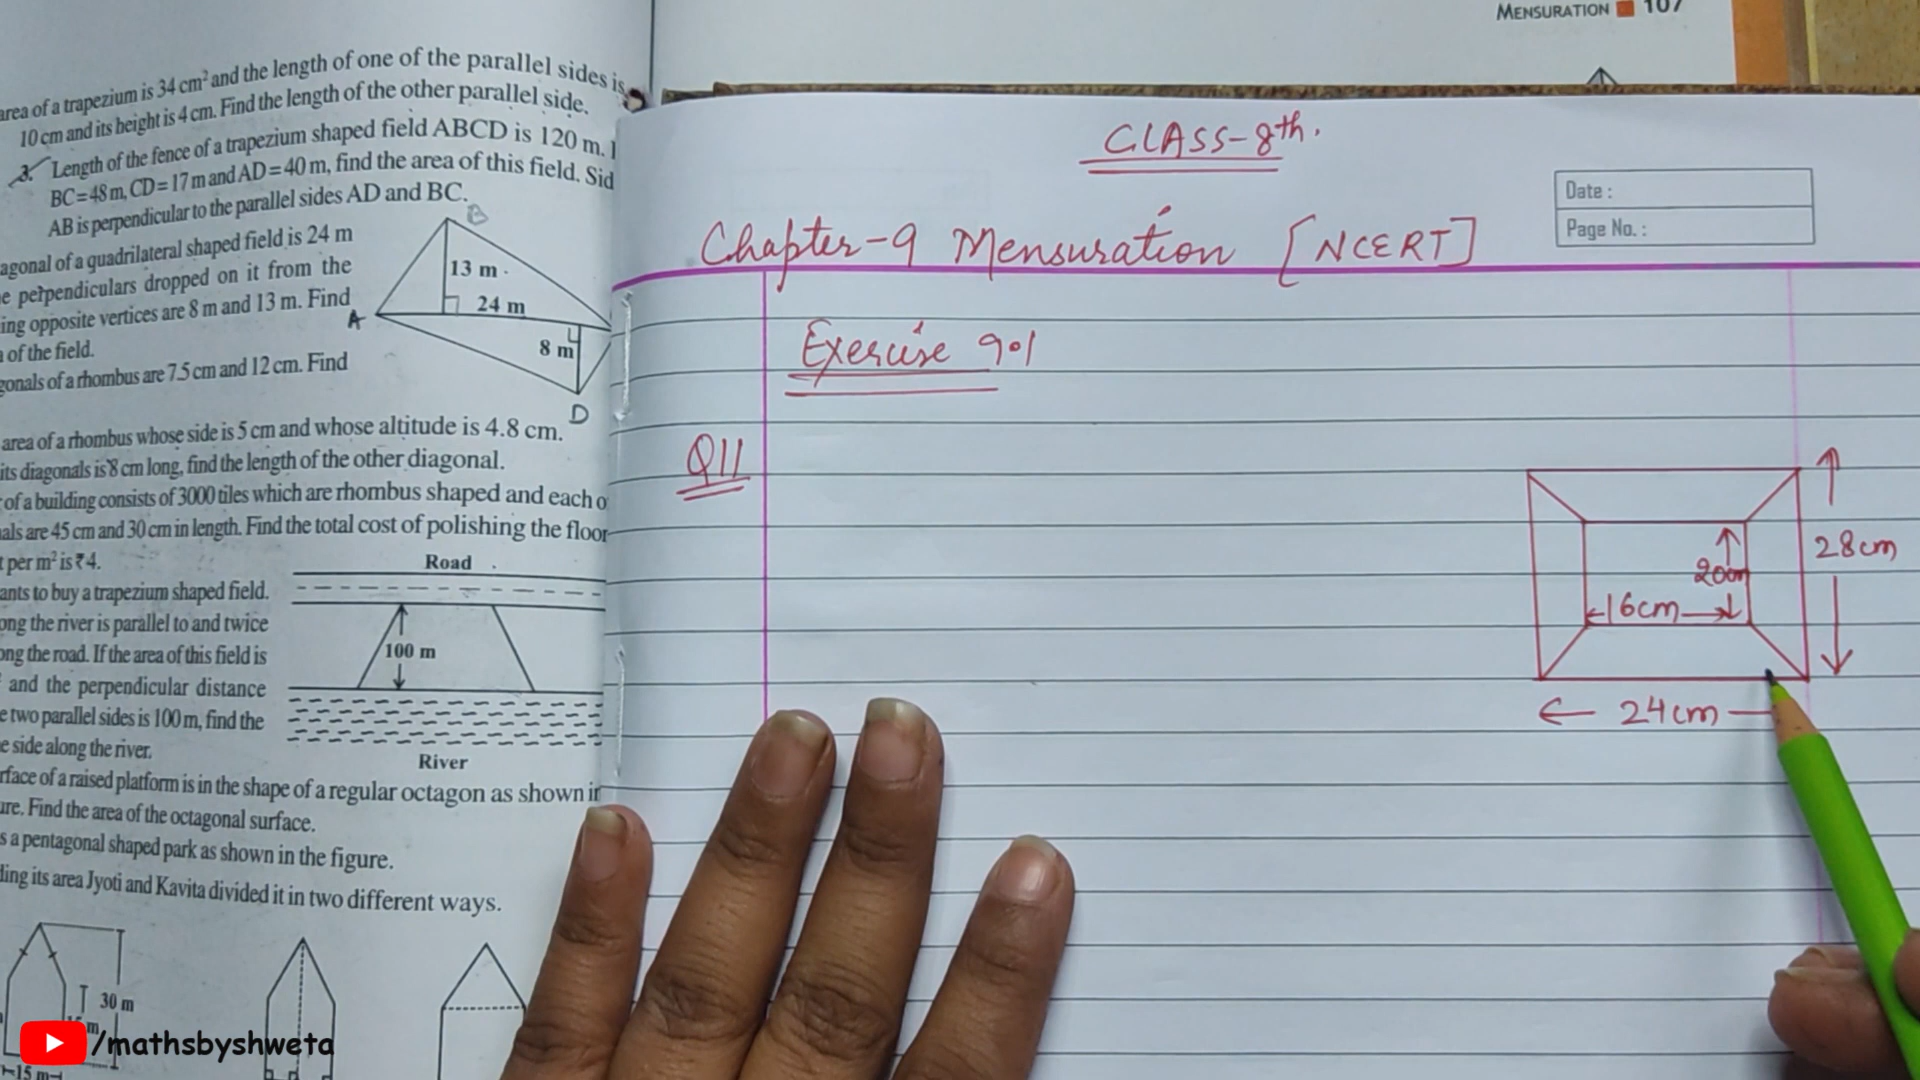 MENSURATION 107
area of a trapezium is 34 cm² and the length of one of the parallel sides is
10 cm and its height is 4 cm. Find the length of the other parallel side.
3. Length of the fence of a trapezium shaped field ABCD is 120 m.
BC = 48 m, CD = 17 m and AD = 40 m, find the area of this field. Sid
AB is perpendicular to the parallel sides AD and BC.
agonal of a quadrilateral shaped field is 24 m
e perpendiculars dropped on it from the
ing opposite vertices are 8 m and 13 m. Find
of the field.
gonals of a rhombus are 7.5 cm and 12 cm. Find
B
13 m
24 m
A
8 m
D
area of a rhombus whose side is 5 cm and whose altitude is 4.8 cm.
its diagonals is 8 cm long, find the length of the other diagonal.
of a building consists of 3000 tiles which are rhombus shaped and each o
als are 45 cm and 30 cm in length. Find the total cost of polishing the floor
per m² is ₹ 4.
ants to buy a trapezium shaped field.
ong the river is parallel to and twice
ong the road. If the area of this field is
and the perpendicular distance
e two parallel sides is 100 m, find the
e side along the river.
Road
100 m
River
rface of a raised platform is in the shape of a regular octagon as shown in
ure. Find the area of the octagonal surface.
s a pentagonal shaped park as shown in the figure.
ding its area Jyoti and Kavita divided it in two different ways.
30 m
15 m
/mathsbyshweta
CLASS-8th.
Date :
Page No. :
Chapter-9 Mensuration [NCERT]
Exercise 9.1
Q11
28cm
20cm
16cm
24cm